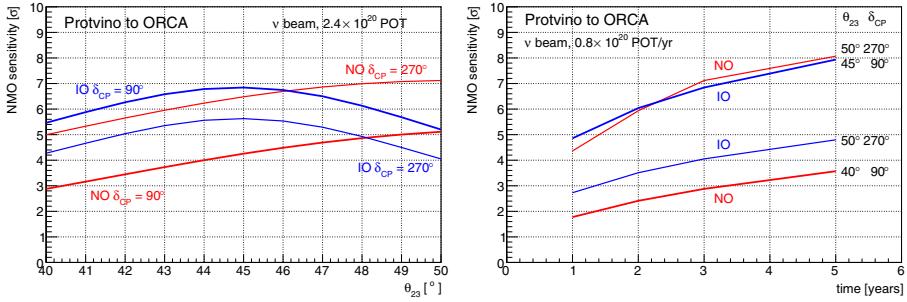 Protvino to ORCA
ν beam, 2.4× 10²⁰ POT
NMO sensitivity [σ]
10
9
8
7
6
5
4
3
2
1
0
NO δCP = 270°
IO δCP = 90°
IO δCP = 270°
NO δCP = 90°
40 41 42 43 44 45 46 47 48 49 50
θ23 [°]
Protvino to ORCA
ν beam, 0.8× 10²⁰ POT/yr
NMO sensitivity [σ]
10
9
8
7
6
5
4
3
2
1
0
θ23 δCP
50° 270°
45° 90°
50° 270°
40° 90°
NO
IO
IO
NO
0 1 2 3 4 5 6
time [years]